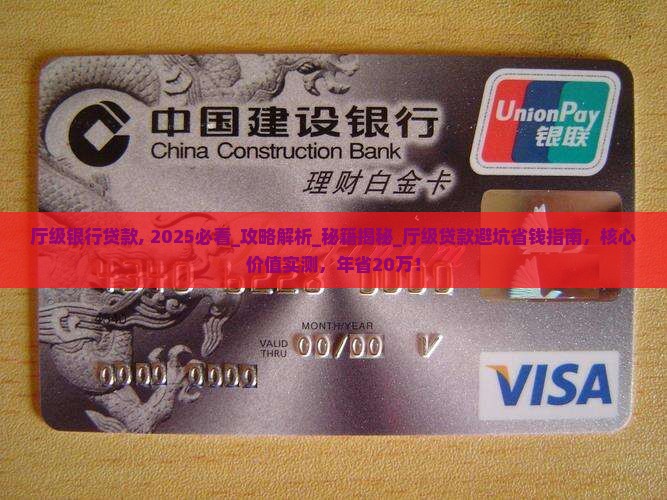 中国建设银行
China Construction Bank
理财白金卡
UnionPay
银联
厅级银行贷款, 2025必看_攻略解析_秘籍揭秘_厅级贷款避坑省钱指南，核心
价值实测，年省20万！
MONTH/YEAR
VALID
THRU
00/00 V
0000 0000
VISA